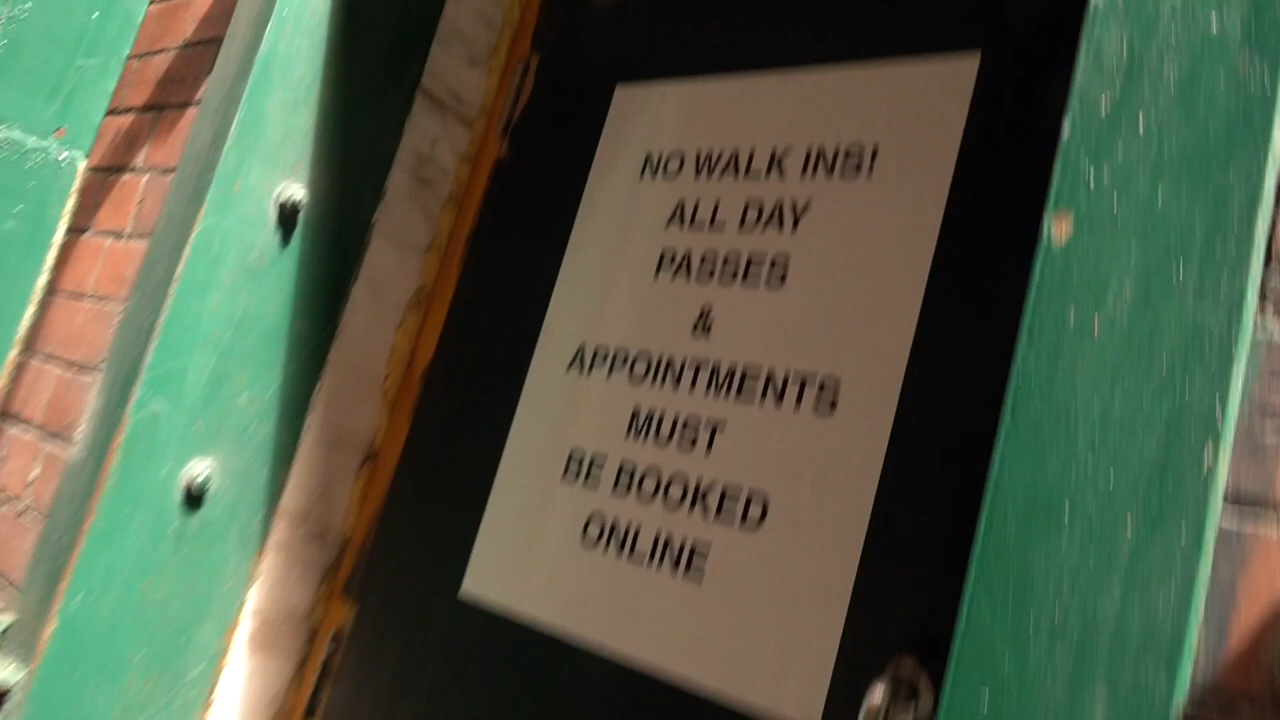 NO WALK INS!
ALL DAY
PASSES
&
APPOINTMENTS
MUST
BE BOOKED
ONLINE